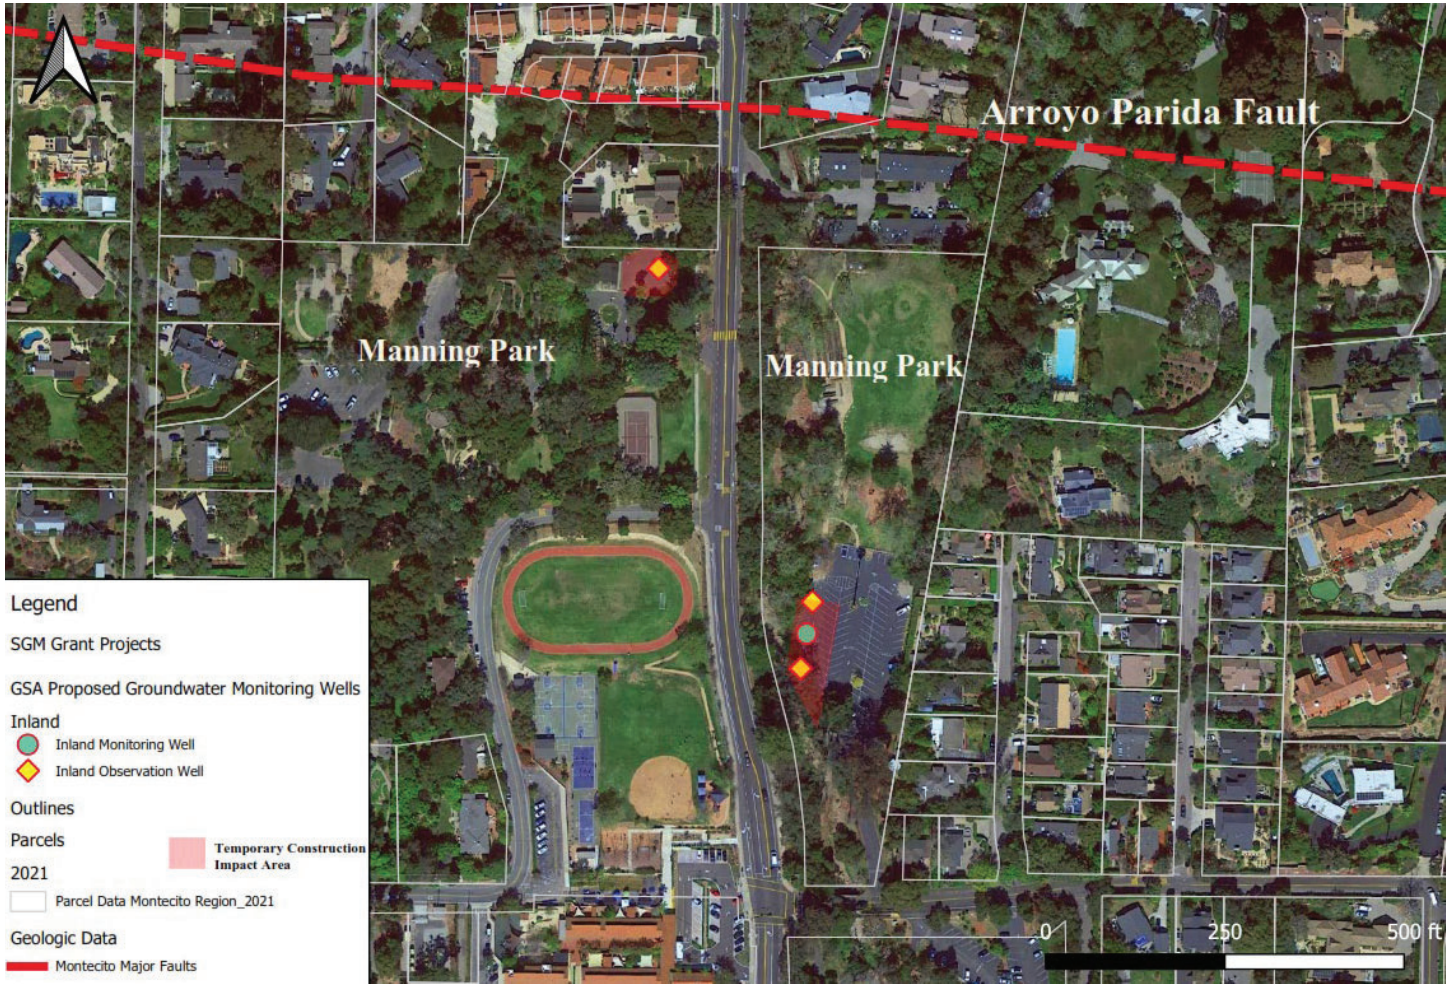 Arroyo Parida Fault
Manning Park
Manning Park
Legend
SGM Grant Projects
GSA Proposed Groundwater Monitoring Wells
Inland
Inland Monitoring Well
Inland Observation Well
Outlines
Parcels
Temporary Construction
Impact Area
2021
Parcel Data Montecito Region_2021
Geologic Data
Montecito Major Faults
0
250
500 ft